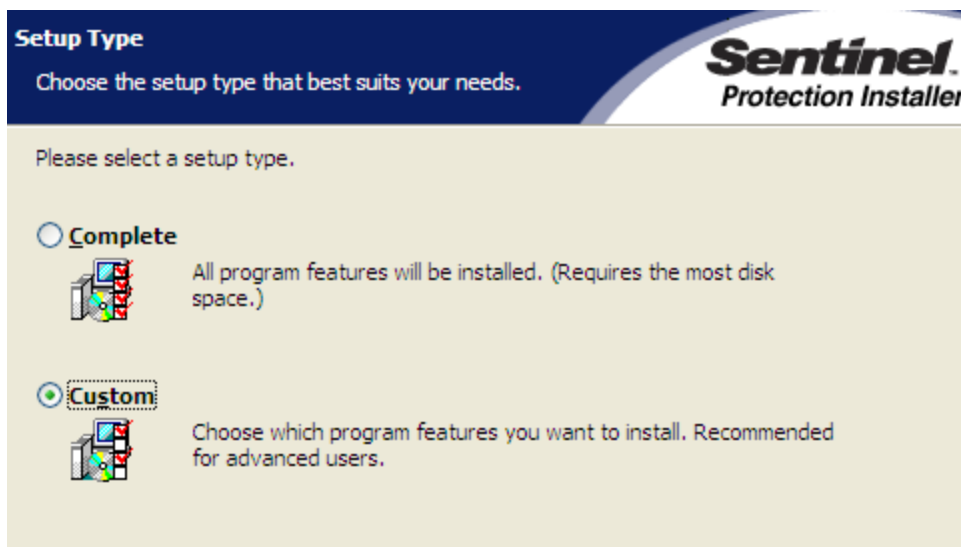 Setup Type
Choose the setup type that best suits your needs.
Sentinel.
Protection Installer
Please select a setup type.
Complete
All program features will be installed. (Requires the most disk
space.)
Custom
Choose which program features you want to install. Recommended
for advanced users.